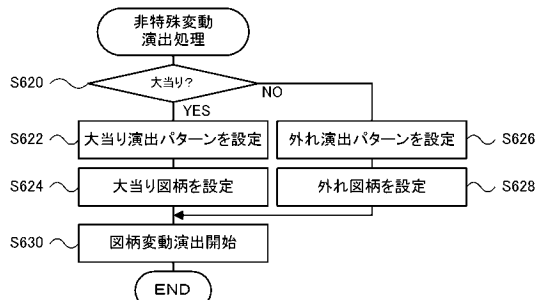 非特殊変動
演出処理
S620
大当り?
NO
YES
S622
大当り演出パターンを設定
外れ演出パターンを設定
S626
S624
大当り図柄を設定
外れ図柄を設定
S628
S630
図柄変動演出開始
END